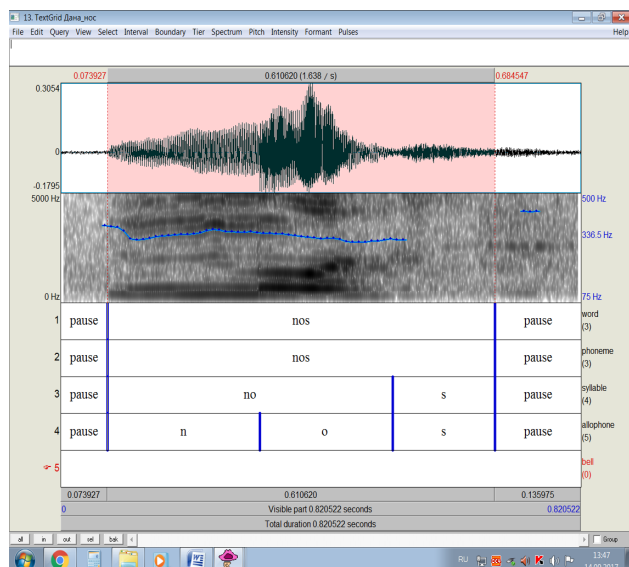 13. TextGrid Дана_нос
File Edit Query View Select Interval Boundary Tier Spectrum Pitch Intensity Formant Pulses Help
0.073927 0.610620 (1.638 / s) 0.684547
0.3054
0
-0.1795
5000 Hz 500 Hz
336.5 Hz
0 Hz 75 Hz
1 pause nos pause word (3)
2 pause nos pause phoneme (3)
3 pause no s pause syllable (4)
4 pause n o s pause allophone (5)
5 bell (0)
0.073927 0.610620 0.135975
0 Visible part 0.820522 seconds 0.820522
Total duration 0.820522 seconds
all in out sel bak Group
RU 13:47
14.09.2017